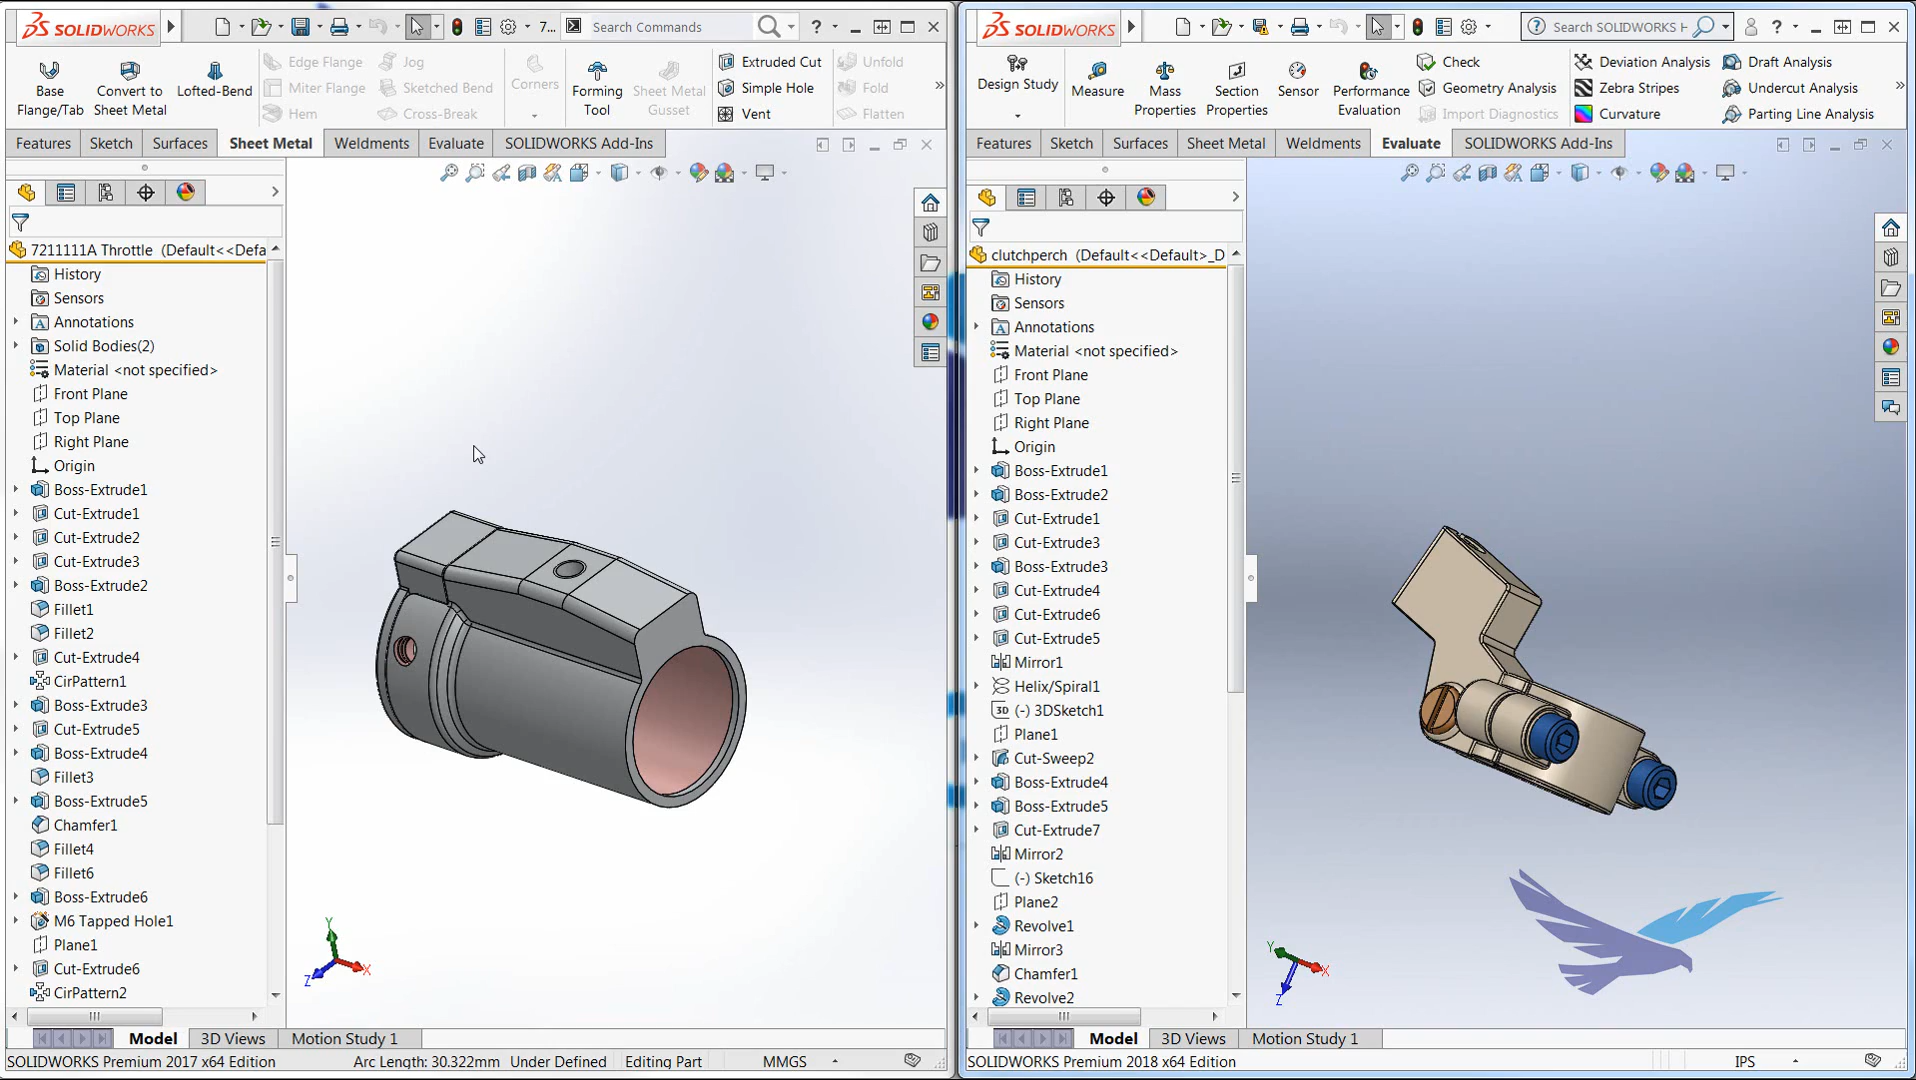 SOLIDWORKS
7...
Search Commands
?
Base Flange/Tab
Convert to Sheet Metal
Lofted-Bend
Edge Flange
Miter Flange
Hem
Jog
Sketched Bend
Cross-Break
Corners
Forming Tool
Sheet Metal Gusset
Extruded Cut
Simple Hole
Vent
Unfold
Fold
Flatten
Features
Sketch
Surfaces
Sheet Metal
Weldments
Evaluate
SOLIDWORKS Add-Ins
7211111A Throttle (Default<<Defa
History
Sensors
Annotations
Solid Bodies(2)
Material <not specified>
Front Plane
Top Plane
Right Plane
Origin
Boss-Extrude1
Cut-Extrude1
Cut-Extrude2
Cut-Extrude3
Boss-Extrude2
Fillet1
Fillet2
Cut-Extrude4
CirPattern1
Boss-Extrude3
Cut-Extrude5
Boss-Extrude4
Fillet3
Boss-Extrude5
Chamfer1
Fillet4
Fillet6
Boss-Extrude6
M6 Tapped Hole1
Plane1
Cut-Extrude6
CirPattern2
Y
X
Z
Model
3D Views
Motion Study 1
SOLIDWORKS Premium 2017 x64 Edition
Arc Length: 30.322mm
Under Defined
Editing Part
MMGS
SOLIDWORKS
Search SOLIDWORKS H
?
Design Study
Measure
Mass Properties
Section Properties
Sensor
Performance Evaluation
Check
Geometry Analysis
Import Diagnostics
Deviation Analysis
Zebra Stripes
Curvature
Draft Analysis
Undercut Analysis
Parting Line Analysis
Features
Sketch
Surfaces
Sheet Metal
Weldments
Evaluate
SOLIDWORKS Add-Ins
clutchperch (Default<<Default>_D
History
Sensors
Annotations
Material <not specified>
Front Plane
Top Plane
Right Plane
Origin
Boss-Extrude1
Boss-Extrude2
Cut-Extrude1
Cut-Extrude3
Boss-Extrude3
Cut-Extrude4
Cut-Extrude6
Cut-Extrude5
Mirror1
Helix/Spiral1
(-) 3DSketch1
Plane1
Cut-Sweep2
Boss-Extrude4
Boss-Extrude5
Cut-Extrude7
Mirror2
(-) Sketch16
Plane2
Revolve1
Mirror3
Chamfer1
Revolve2
Y
X
Z
Model
3D Views
Motion Study 1
SOLIDWORKS Premium 2018 x64 Edition
IPS